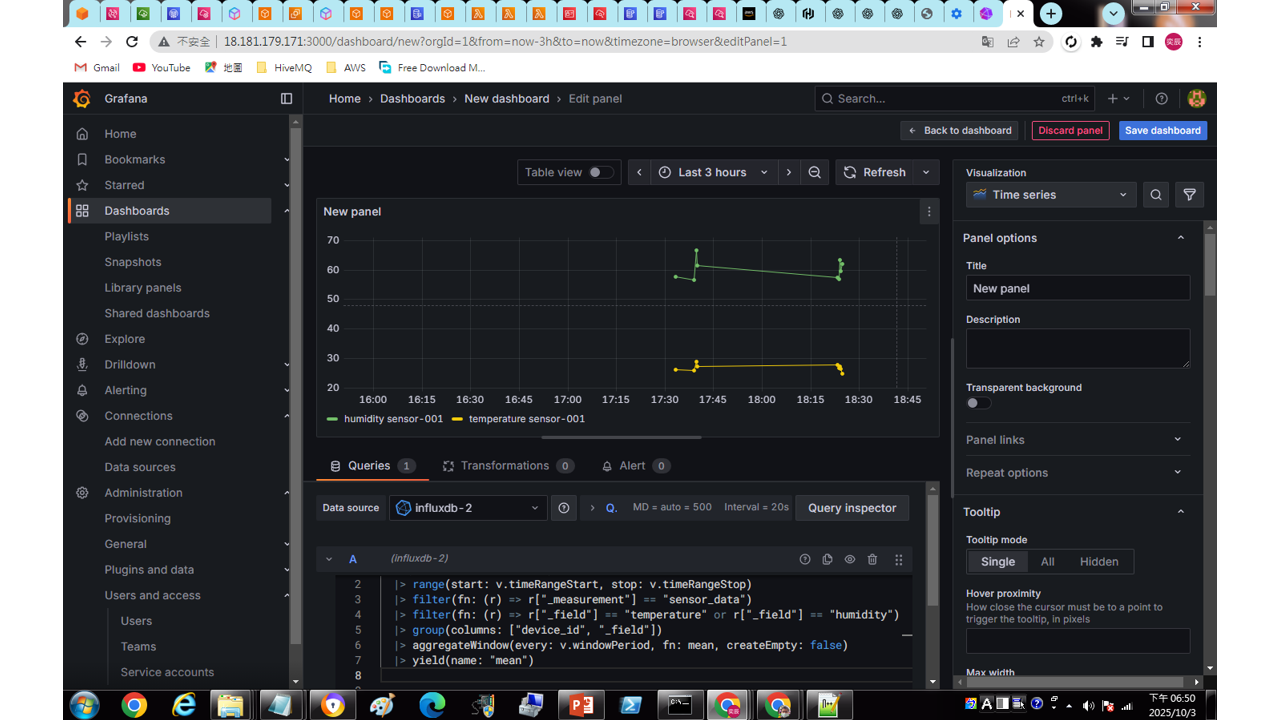 不安全
18.181.179.171:3000/dashboard/new?orgId=1&from=now-3h&to=now&timezone=browser&editPanel=1
Gmail
YouTube
地圖
HiveMQ
AWS
Free Download M...
Grafana
Home › Dashboards › New dashboard › Edit panel
Search...
ctrl+k
Back to dashboard
Discard panel
Save dashboard
Home
Bookmarks
Starred
Dashboards
Playlists
Snapshots
Library panels
Shared dashboards
Explore
Drilldown
Alerting
Connections
Add new connection
Data sources
Administration
Provisioning
General
Plugins and data
Users and access
Users
Teams
Service accounts
Table view
Last 3 hours
Refresh
New panel
70
60
50
40
30
20
16:00 16:15 16:30 16:45 17:00 17:15 17:30 17:45 18:00 18:15 18:30 18:45
humidity sensor-001
temperature sensor-001
Queries 1
Transformations 0
Alert 0
Data source
influxdb-2
Q.
MD = auto = 500
Interval = 20s
Query inspector
A
(influxdb-2)
2 |> range(start: v.timeRangeStart, stop: v.timeRangeStop)
3 |> filter(fn: (r) => r["_measurement"] == "sensor_data")
4 |> filter(fn: (r) => r["_field"] == "temperature" or r["_field"] == "humidity")
5 |> group(columns: ["device_id", "_field"])
6 |> aggregateWindow(every: v.windowPeriod, fn: mean, createEmpty: false)
7 |> yield(name: "mean")
8
Visualization
Time series
Panel options
Title
New panel
Description
Transparent background
Panel links
Repeat options
Tooltip
Tooltip mode
Single
All
Hidden
Hover proximity
How close the cursor must be to a point to
trigger the tooltip, in pixels
Max width
下午 06:50
2025/10/3